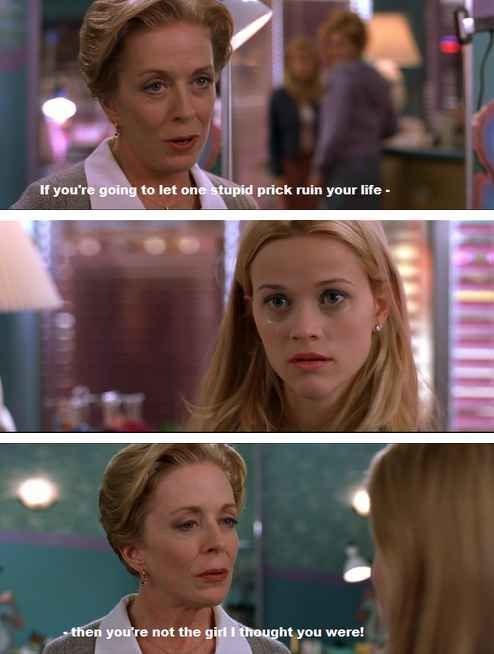 If you're going to let one stupid prick ruin your life -
- then you're not the girl I thought you were!